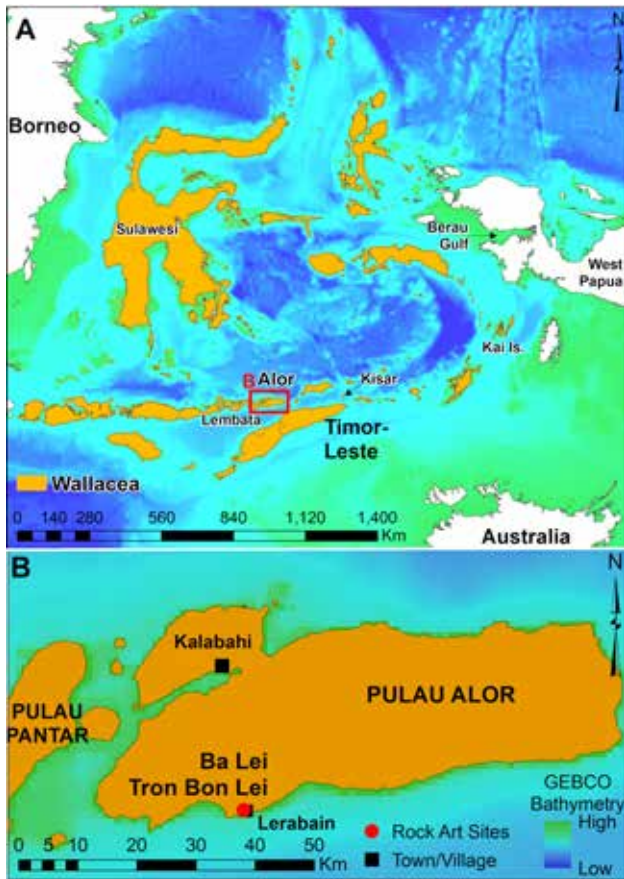 A
N
Borneo
Sulawesi
Berau
Gulf
West
Papua
Kai Is.
B
Alor
Kisar
Lembata
Timor-
Leste
Wallacea
0 140 280 560 840 1,120 1,400
Km
Australia
B
N
Kalabahi
PULAU
PANTAR
PULAU ALOR
Ba Lei
Tron Bon Lei
Lerabain
GEBCO
Bathymetry
High
Low
Rock Art Sites
Town/Village
0 5 10 20 30 40 50
Km